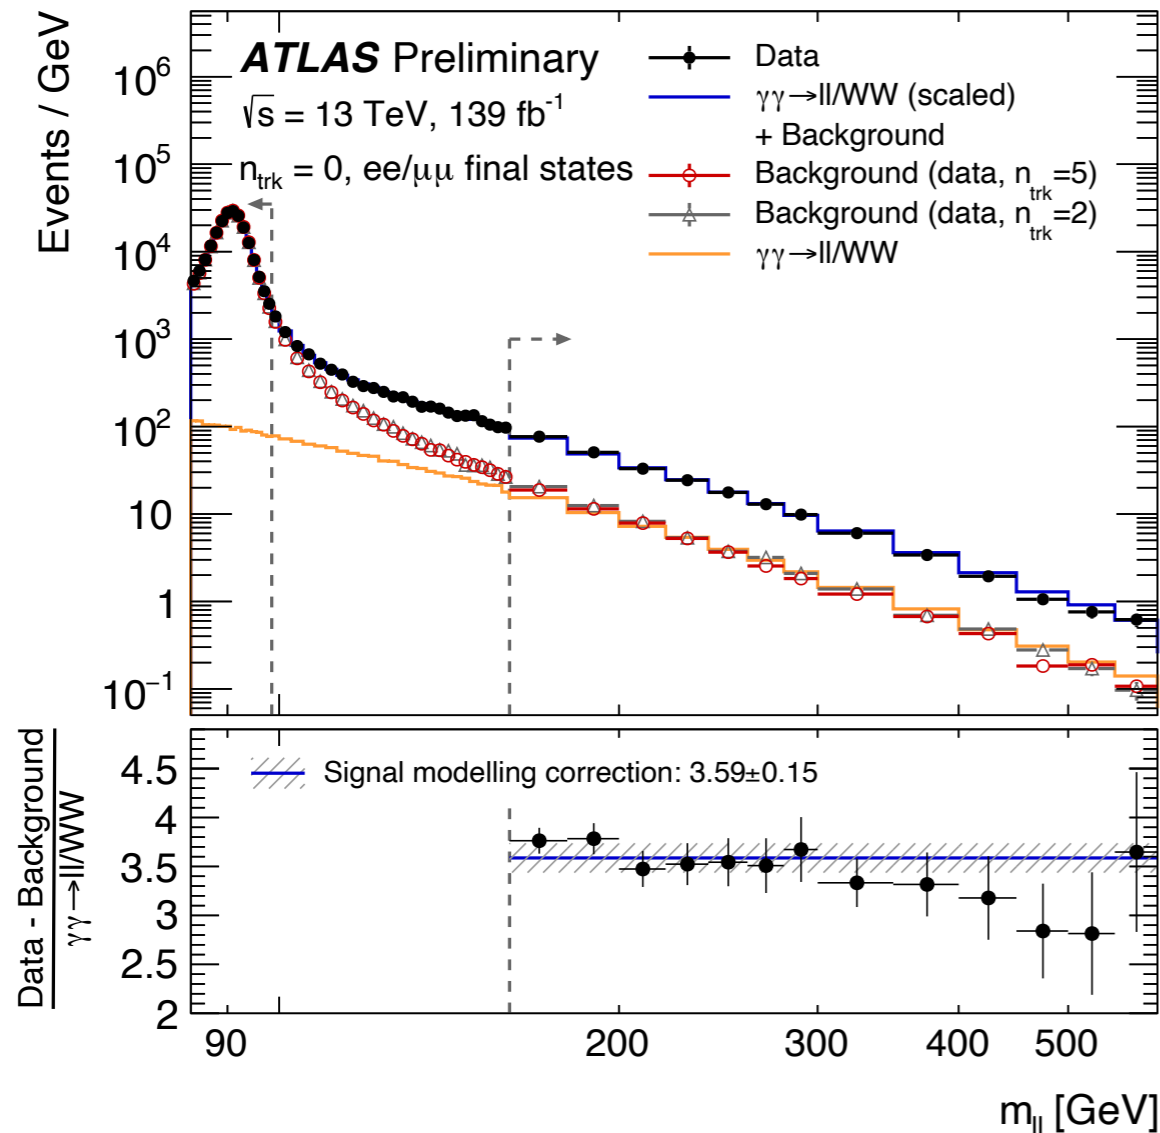 Events / GeV
ATLAS Preliminary
√s = 13 TeV, 139 fb⁻¹
n_trk = 0, ee/μμ final states
Data
γγ→ll/WW (scaled)
+ Background
Background (data, n_trk=5)
Background (data, n_trk=2)
γγ→ll/WW
10⁶
10⁵
10⁴
10³
10²
10
1
10⁻¹
Data - Background
γγ→ll/WW
Signal modelling correction: 3.59±0.15
4.5
4
3.5
3
2.5
2
90
200
300
400
500
m_ll [GeV]